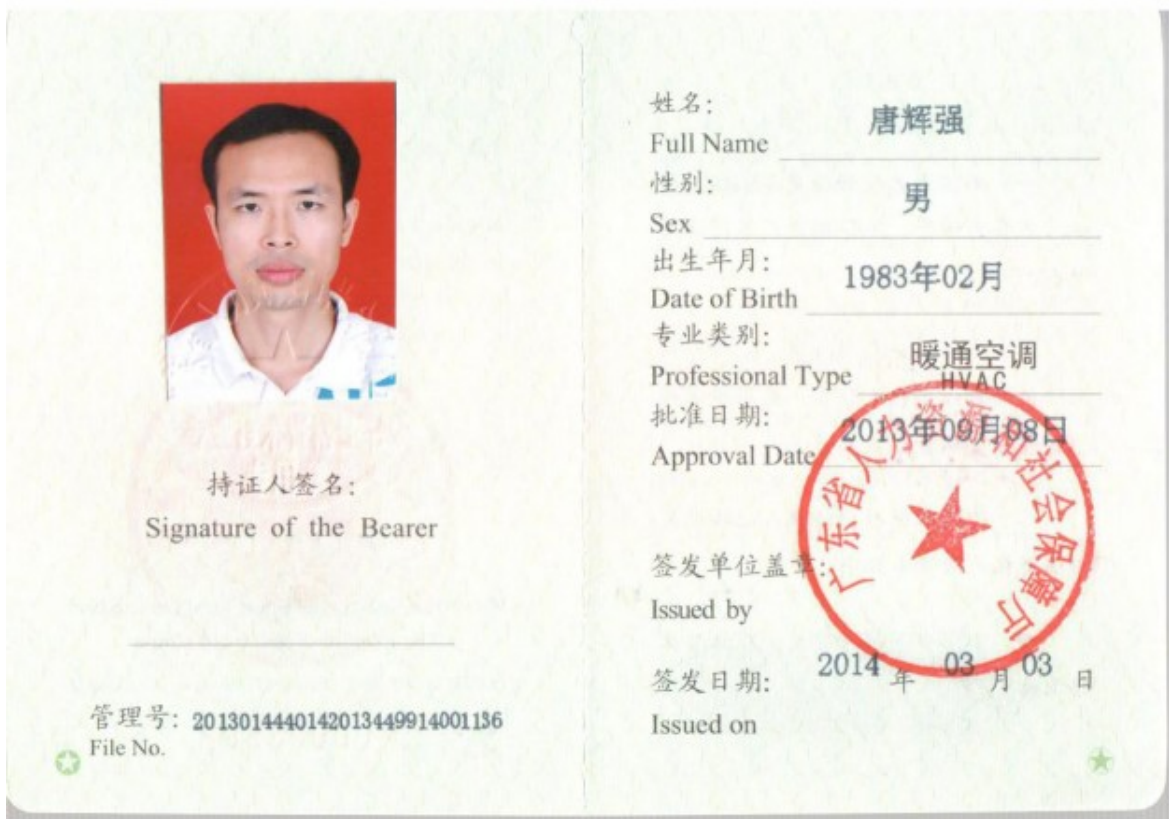 持证人签名:
Signature of the Bearer
管理号: 2013014440142013449914001136
File No.
姓名: 唐辉强
Full Name
性别: 男
Sex
出生年月: 1983年02月
Date of Birth
专业类别: 暖通空调
Professional Type HVAC
批准日期: 2013年09月08日
Approval Date
广东省人力资源和社会保障厅
签发单位盖章:
Issued by
签发日期: 2014 年 03 月 03 日
Issued on